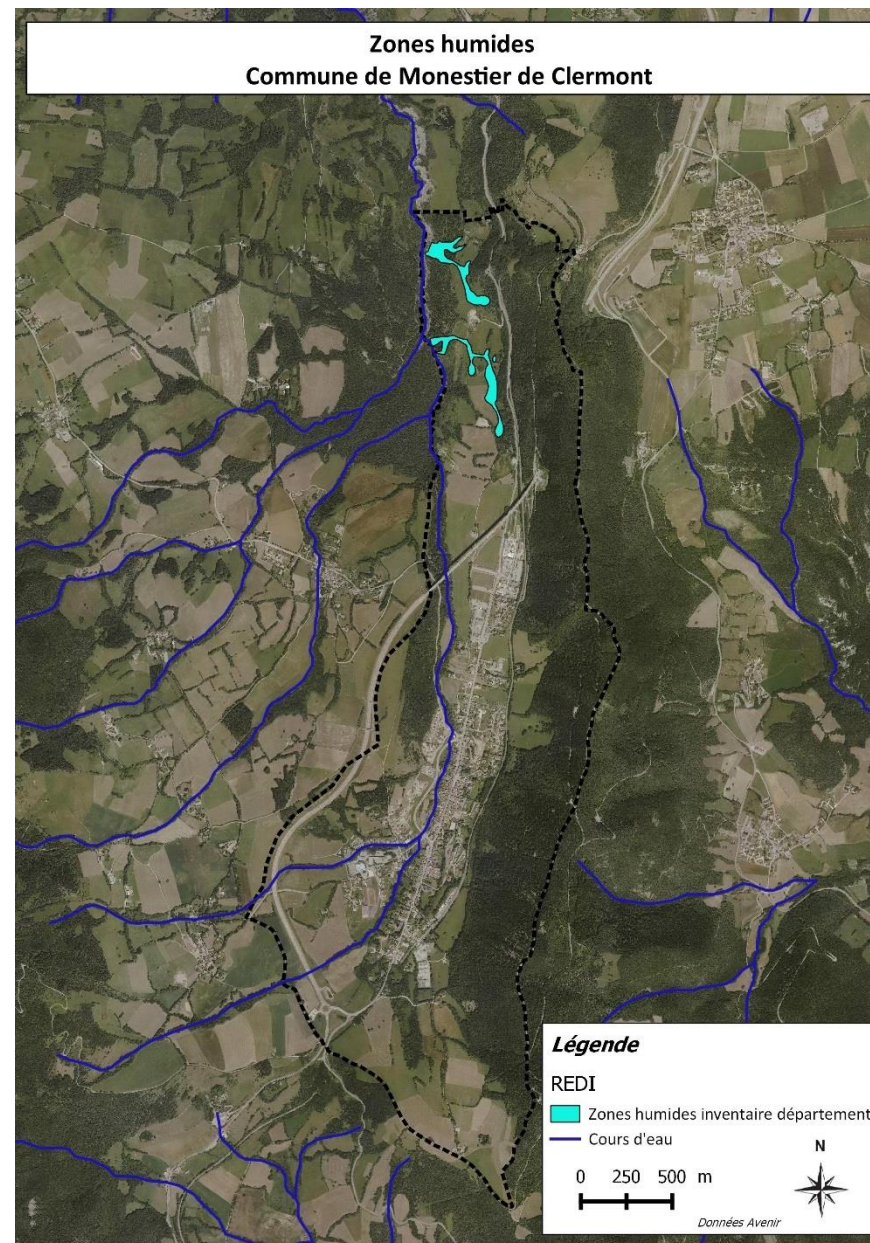 Zones humides
Commune de Monestier de Clermont
Légende
REDI
Zones humides inventaire département
Cours d'eau
N
0 250 500 m
Données Avenir